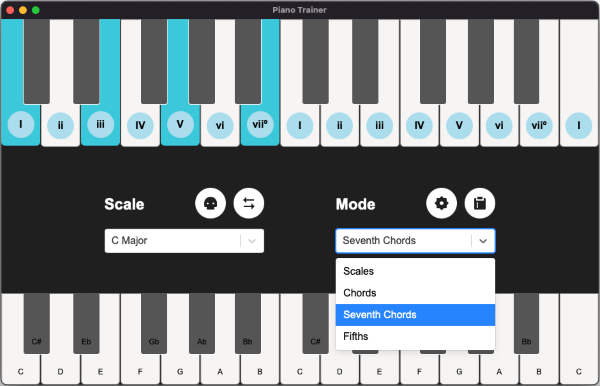 Piano Trainer
I ii iii IV V vi vii° I ii iii IV V vi vii° I
Scale
Mode
C Major
Seventh Chords
Scales
Chords
Seventh Chords
Fifths
C# Eb Gb Ab Bb C# Bb
C D E F G A B C D E F G A B C